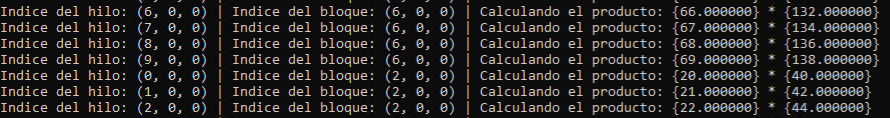 Indice del hilo: (6, 0, 0) | Indice del bloque: (6, 0, 0) | Calculando el producto: {66.000000} * {132.000000}
Indice del hilo: (7, 0, 0) | Indice del bloque: (6, 0, 0) | Calculando el producto: {67.000000} * {134.000000}
Indice del hilo: (8, 0, 0) | Indice del bloque: (6, 0, 0) | Calculando el producto: {68.000000} * {136.000000}
Indice del hilo: (9, 0, 0) | Indice del bloque: (6, 0, 0) | Calculando el producto: {69.000000} * {138.000000}
Indice del hilo: (0, 0, 0) | Indice del bloque: (2, 0, 0) | Calculando el producto: {20.000000} * {40.000000}
Indice del hilo: (1, 0, 0) | Indice del bloque: (2, 0, 0) | Calculando el producto: {21.000000} * {42.000000}
Indice del hilo: (2, 0, 0) | Indice del bloque: (2, 0, 0) | Calculando el producto: {22.000000} * {44.000000}